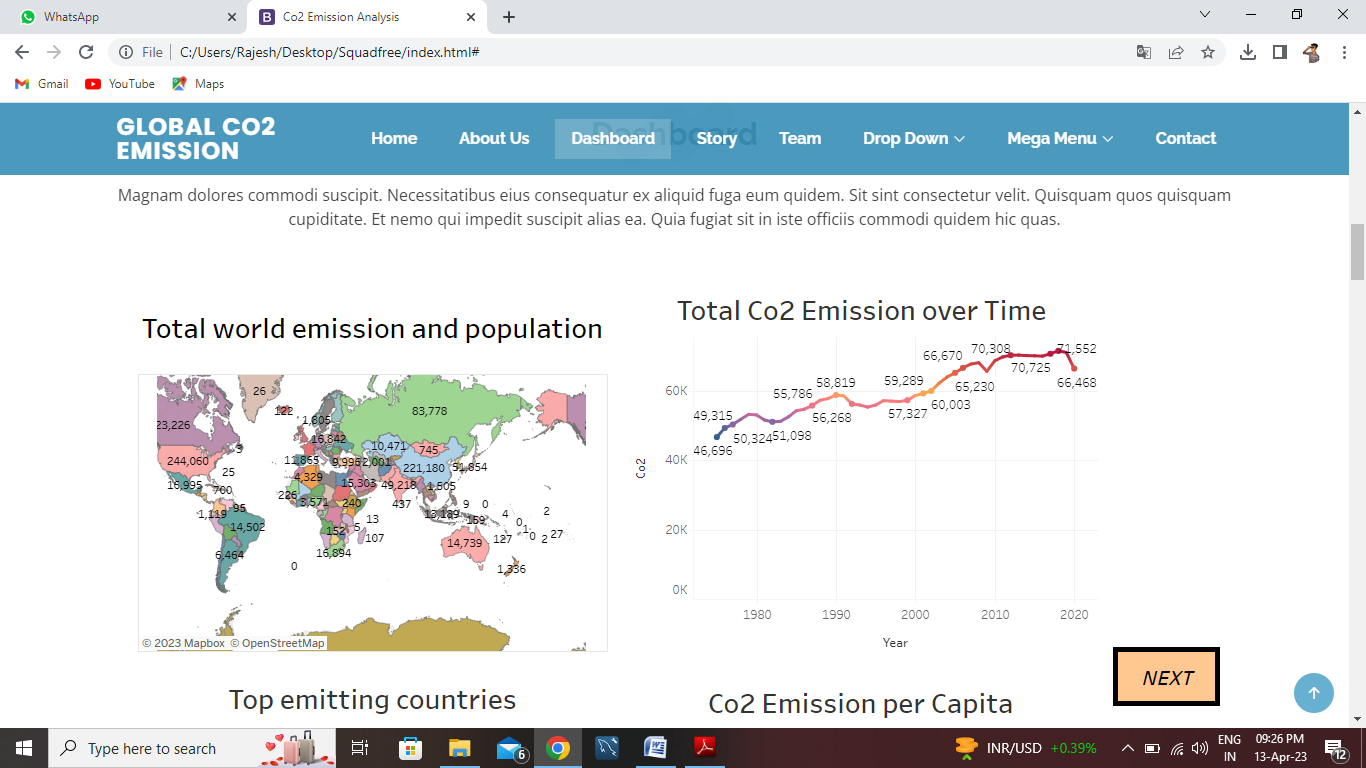 WhatsApp
Co2 Emission Analysis
File C:/Users/Rajesh/Desktop/Squadfree/index.html#
Gmail YouTube Maps
GLOBAL CO2
EMISSION
Home About Us Dashboard Story Team Drop Down Mega Menu Contact
Dashboard
Magnam dolores commodi suscipit. Necessitatibus eius consequatur ex aliquid fuga eum quidem. Sit sint consectetur velit. Quisquam quos quisquam
cupiditate. Et nemo qui impedit suscipit alias ea. Quia fugiat sit in iste officiis commodi quidem hic quas.
Total world emission and population
26
122
1,805
83,778
23,226
16,842
3
10,471
745
244,060
11,865
9,996
2,001
221,180
51,854
25
4,329
15,303
49,218
1,505
16,995
700
226
3,571
240
437
9
0
2
1,119
95
13,189
159
4
14,502
13
5
0
1
152
107
127
0
2
27
6,464
16,894
14,739
0
1,336
© 2023 Mapbox © OpenStreetMap
Total Co2 Emission over Time
Co2
60K
40K
20K
0K
46,696
49,315
50,324
51,098
55,786
58,819
56,268
57,327
59,289
60,003
66,670
65,230
70,308
70,725
71,552
66,468
1980 1990 2000 2010 2020
Year
NEXT
Top emitting countries
Co2 Emission per Capita
Type here to search
6
INR/USD +0.39%
ENG
IN
09:26 PM
13-Apr-23
12